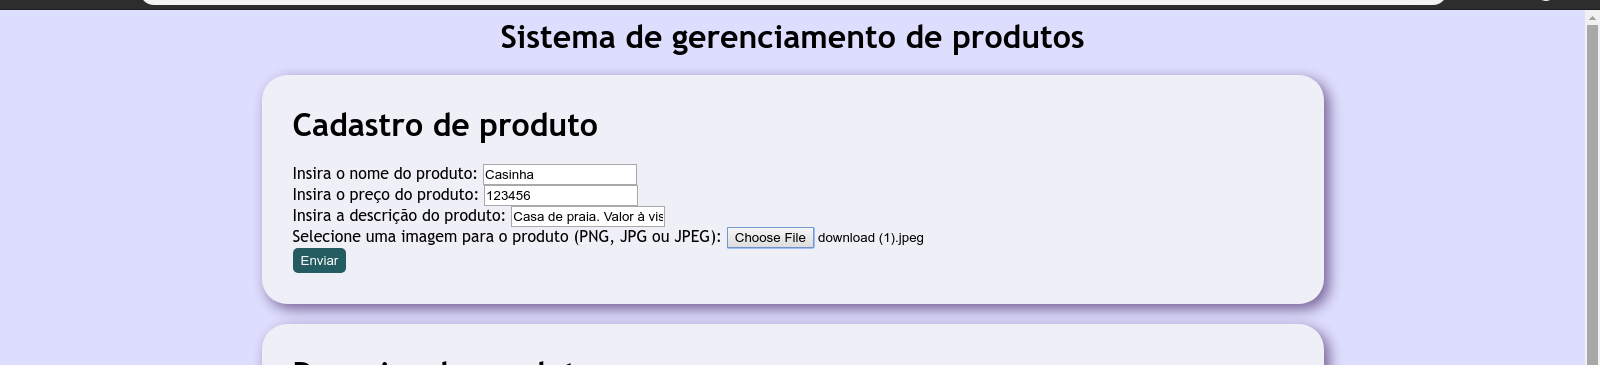 Sistema de gerenciamento de produtos
Cadastro de produto
Insira o nome do produto: Casinha
Insira o preço do produto: 123456
Insira a descrição do produto: Casa de praia. Valor à vis
Selecione uma imagem para o produto (PNG, JPG ou JPEG): Choose File download (1).jpeg
Enviar